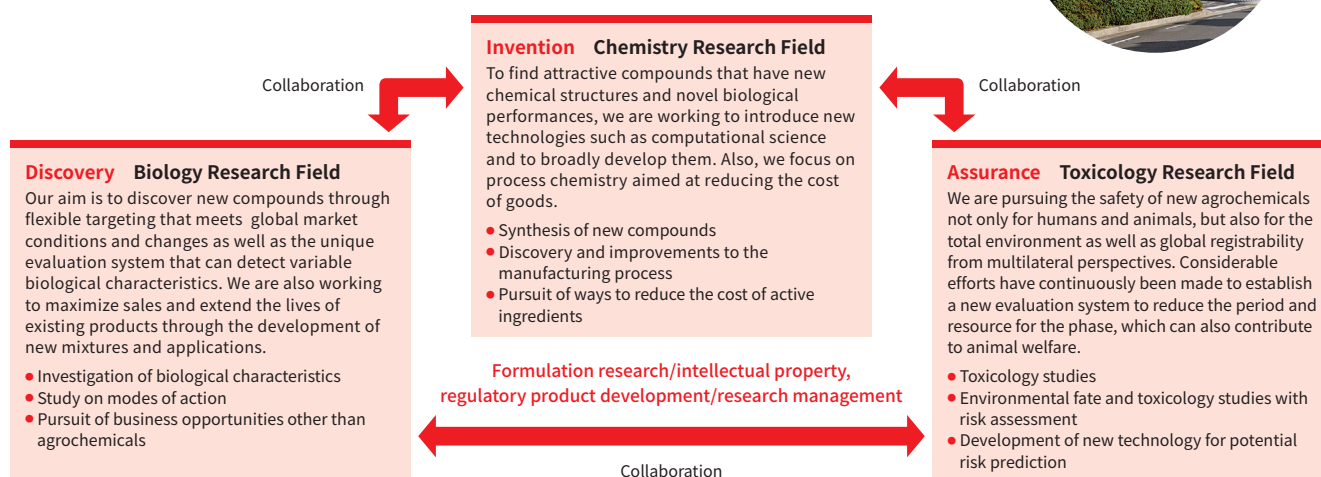 Invention Chemistry Research Field
To find attractive compounds that have new
chemical structures and novel biological
performances, we are working to introduce new
technologies such as computational science
and to broadly develop them. Also, we focus on
process chemistry aimed at reducing the cost
of goods.
• Synthesis of new compounds
• Discovery and improvements to the
manufacturing process
• Pursuit of ways to reduce the cost of active
ingredients
Collaboration
Collaboration
Discovery Biology Research Field
Our aim is to discover new compounds through
flexible targeting that meets global market
conditions and changes as well as the unique
evaluation system that can detect variable
biological characteristics. We are also working
to maximize sales and extend the lives of
existing products through the development of
new mixtures and applications.
• Investigation of biological characteristics
• Study on modes of action
• Pursuit of business opportunities other than
agrochemicals
Assurance Toxicology Research Field
We are pursuing the safety of new agrochemicals
not only for humans and animals, but also for the
total environment as well as global registrability
from multilateral perspectives. Considerable
efforts have continuously been made to establish
a new evaluation system to reduce the period and
resource for the phase, which can also contribute
to animal welfare.
• Toxicology studies
• Environmental fate and toxicology studies with
risk assessment
• Development of new technology for potential
risk prediction
Formulation research/intellectual property,
regulatory product development/research management
Collaboration